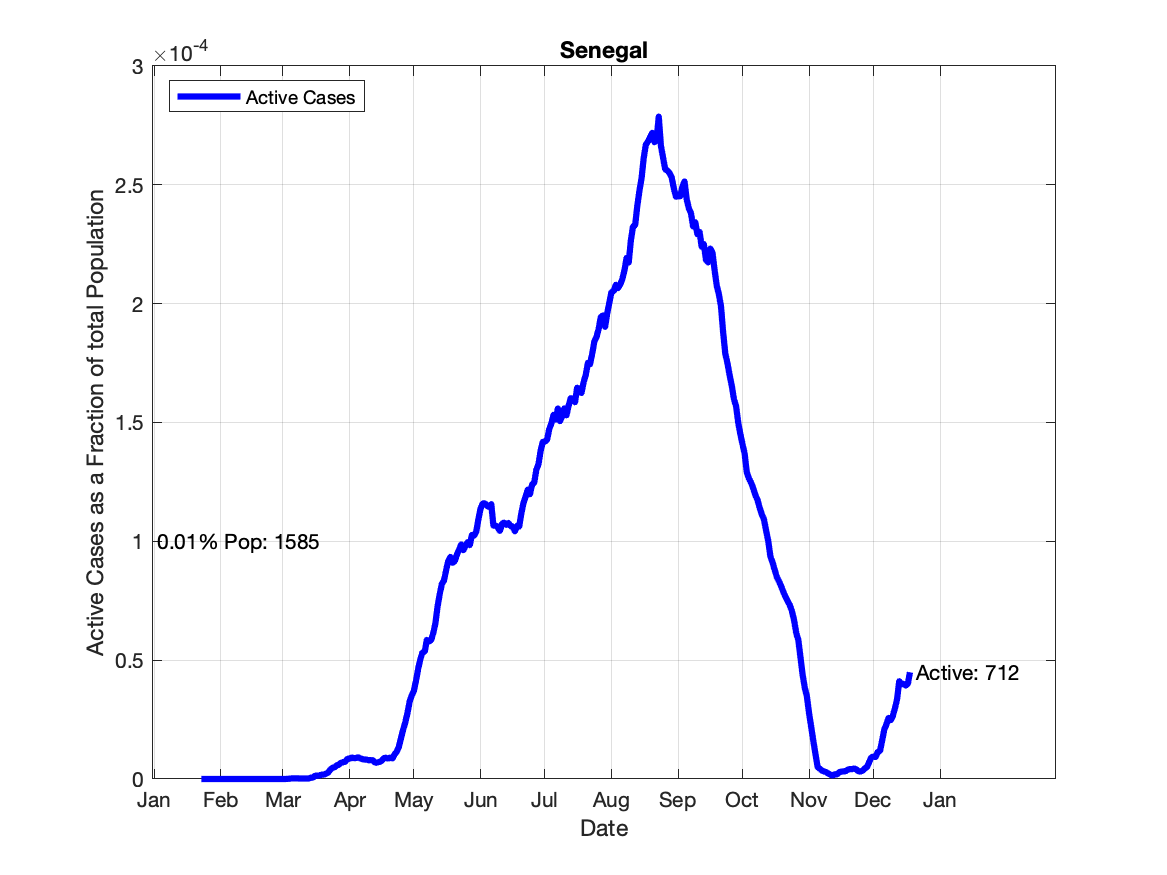 Senegal
×10-4
Active Cases
3
2.5
2
1.5
1
0.5
0
0.01% Pop: 1585
Active: 712
Active Cases as a Fraction of total Population
Jan Feb Mar Apr May Jun Jul Aug Sep Oct Nov Dec Jan
Date